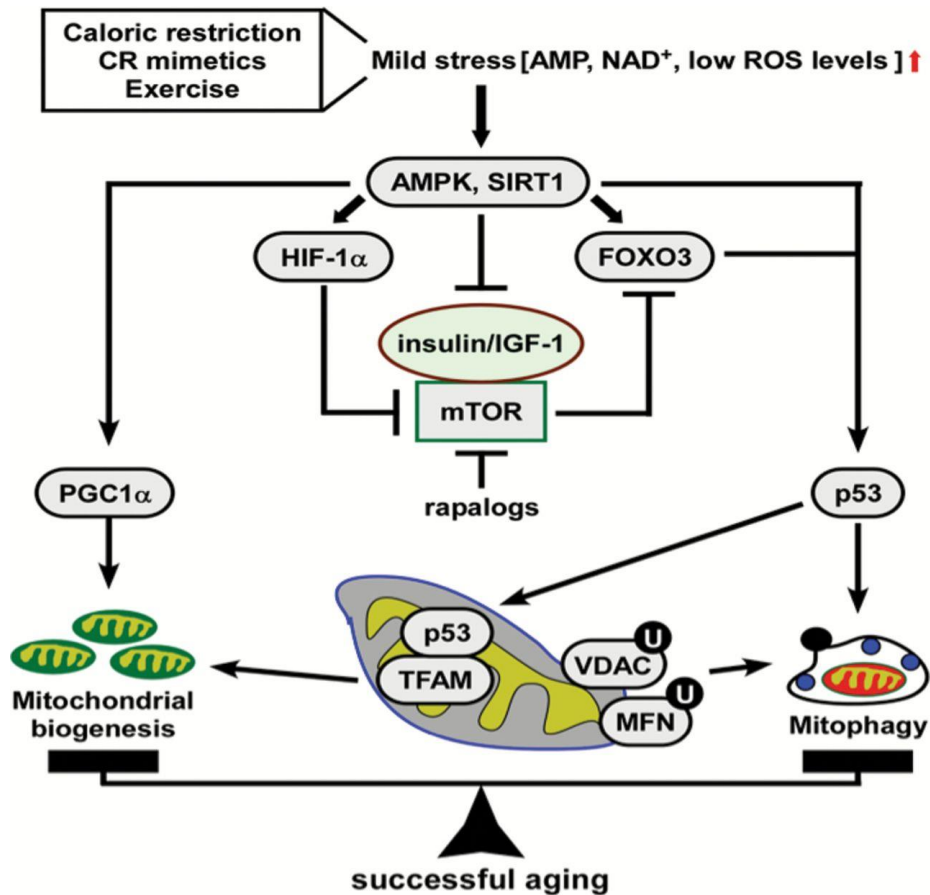 Caloric restriction
CR mimetics
Exercise
Mild stress [AMP, NAD⁺, low ROS levels ]
AMPK, SIRT1
HIF-1α
FOXO3
insulin/IGF-1
mTOR
rapalogs
PGC1α
p53
p53
TFAM
U
VDAC
U
MFN
Mitochondrial
biogenesis
Mitophagy
successful aging